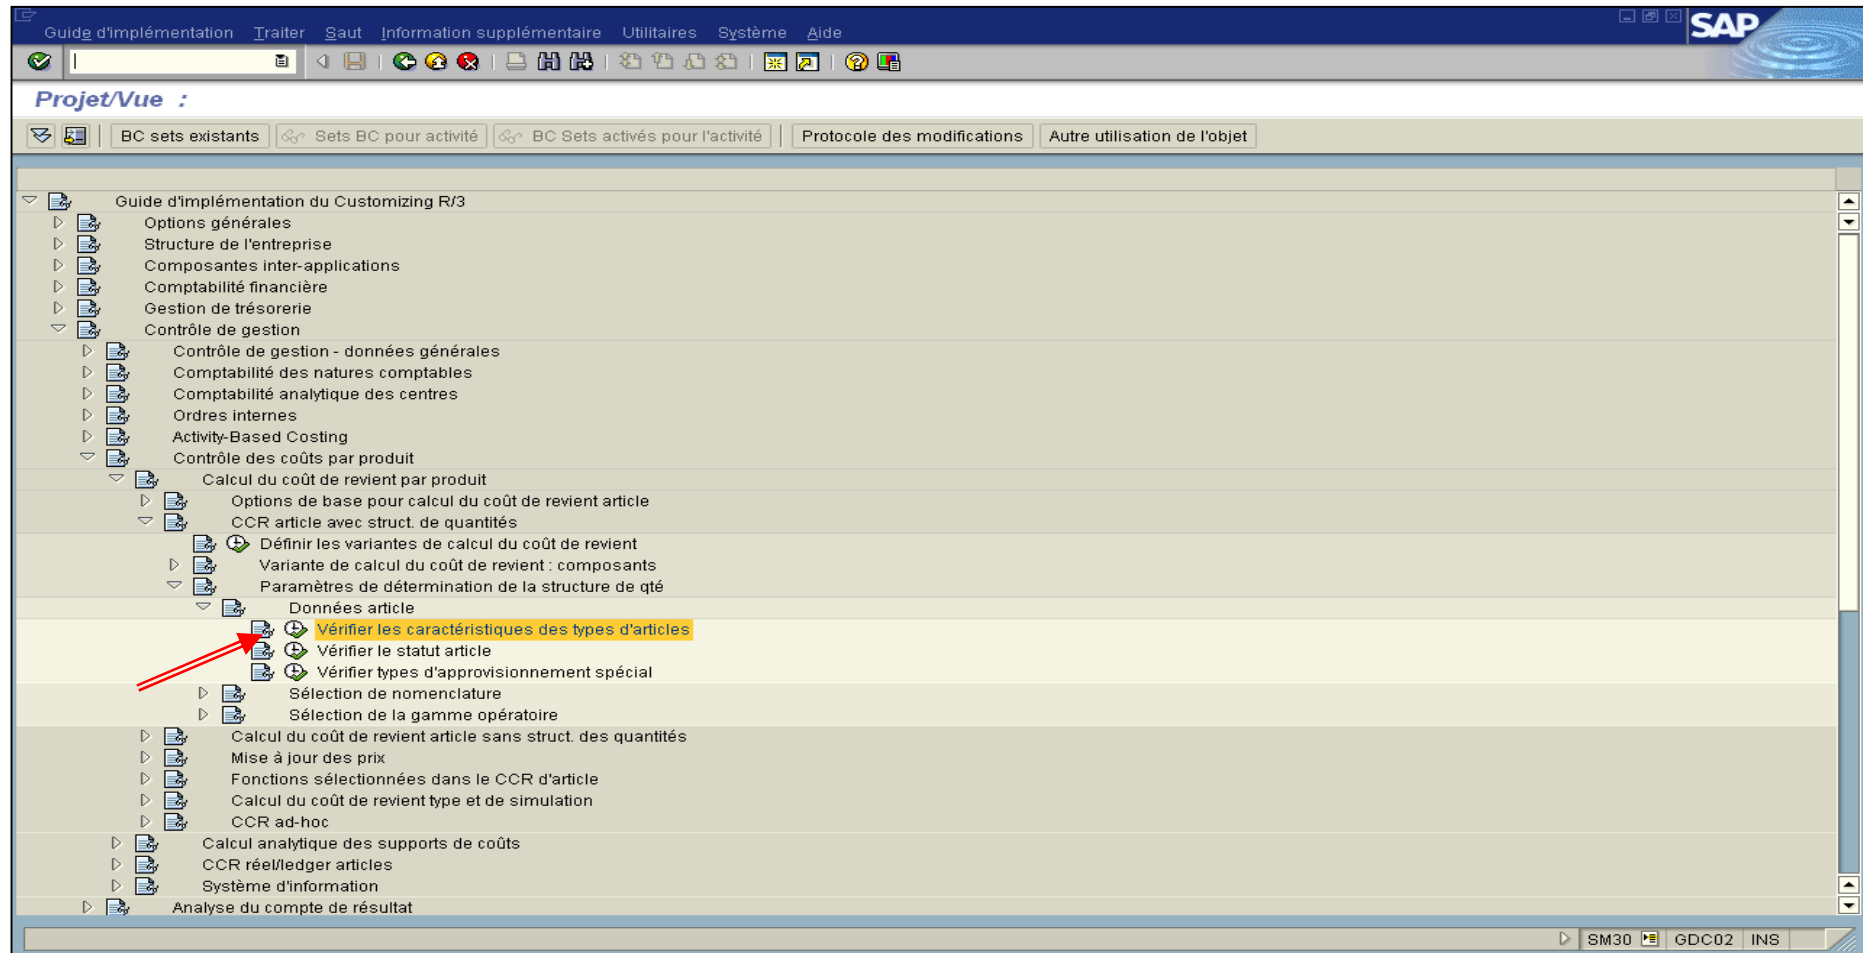 Guide d'implémentation Traiter Saut Information supplémentaire Utilitaires Système Aide
SAP
Projet/Vue :
BC sets existants Sets BC pour activité BC Sets activés pour l'activité Protocole des modifications Autre utilisation de l'objet
Guide d'implémentation du Customizing R/3
Options générales
Structure de l'entreprise
Composantes inter-applications
Comptabilité financière
Gestion de trésorerie
Contrôle de gestion
Contrôle de gestion - données générales
Comptabilité des natures comptables
Comptabilité analytique des centres
Ordres internes
Activity-Based Costing
Contrôle des coûts par produit
Calcul du coût de revient par produit
Options de base pour calcul du coût de revient article
CCR article avec struct. de quantités
Définir les variantes de calcul du coût de revient
Variante de calcul du coût de revient : composants
Paramètres de détermination de la structure de qté
Données article
Vérifier les caractéristiques des types d'articles
Vérifier le statut article
Vérifier types d'approvisionnement spécial
Sélection de nomenclature
Sélection de la gamme opératoire
Calcul du coût de revient article sans struct. des quantités
Mise à jour des prix
Fonctions sélectionnées dans le CCR d'article
Calcul du coût de revient type et de simulation
CCR ad-hoc
Calcul analytique des supports de coûts
CCR réel/ledger articles
Système d'information
Analyse du compte de résultat
SM30 GDC02 INS